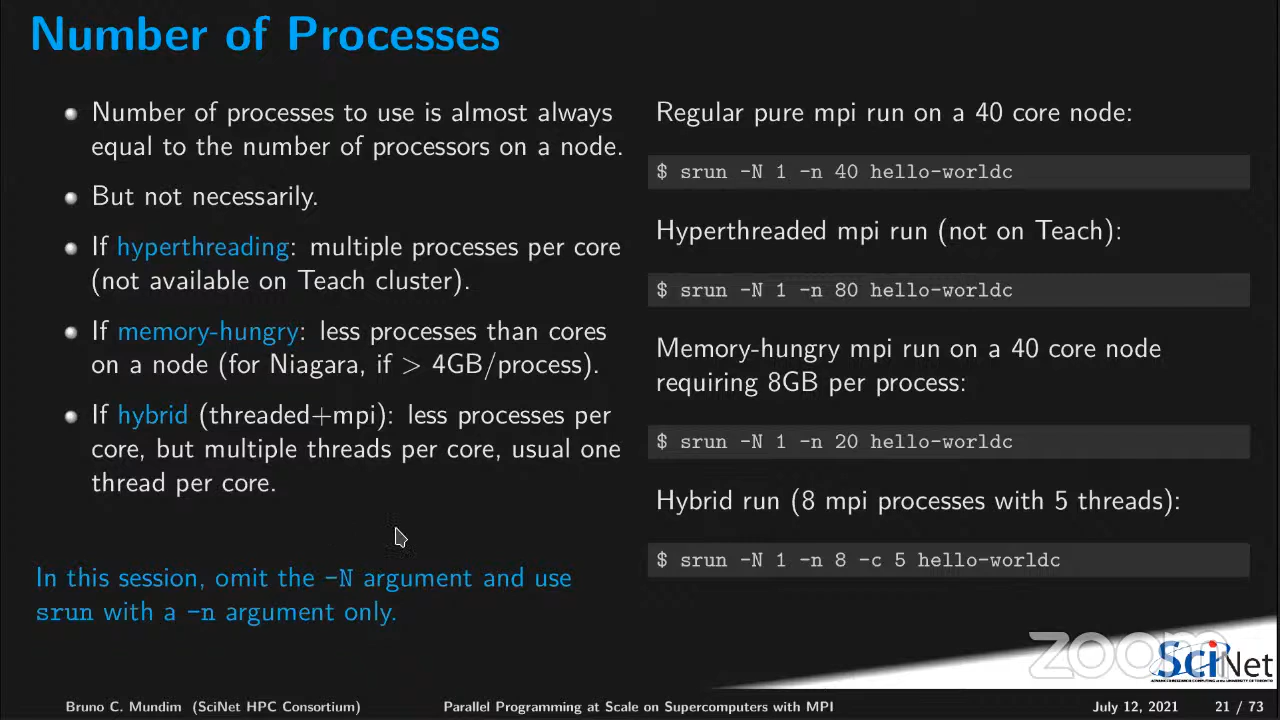 Number of Processes
Number of processes to use is almost always
equal to the number of processors on a node.
But not necessarily.
If hyperthreading: multiple processes per core
(not available on Teach cluster).
If memory-hungry: less processes than cores
on a node (for Niagara, if > 4GB/process).
If hybrid (threaded+mpi): less processes per
core, but multiple threads per core, usual one
thread per core.
In this session, omit the -N argument and use
srun with a -n argument only.
Regular pure mpi run on a 40 core node:
$ srun -N 1 -n 40 hello-worldc
Hyperthreaded mpi run (not on Teach):
$ srun -N 1 -n 80 hello-worldc
Memory-hungry mpi run on a 40 core node
requiring 8GB per process:
$ srun -N 1 -n 20 hello-worldc
Hybrid run (8 mpi processes with 5 threads):
$ srun -N 1 -n 8 -c 5 hello-worldc
zoom
SciNet
Bruno C. Mundim (SciNet HPC Consortium)
Parallel Programming at Scale on Supercomputers with MPI
July 12, 2021
21 / 73